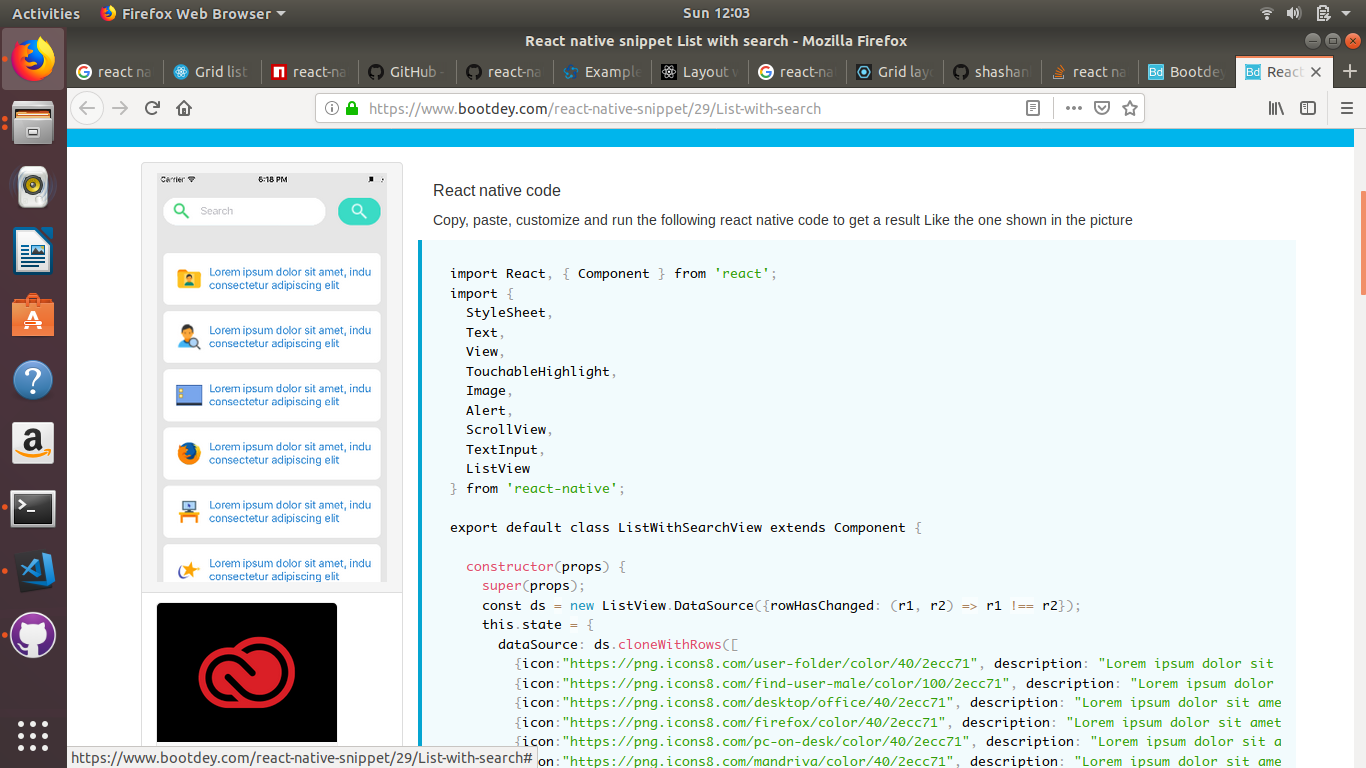 Activities
Firefox Web Browser
Sun 12:03
React native snippet List with search - Mozilla Firefox
react na
Grid list
react-na
GitHub -
react-na
Example
Layout w
react-na
Grid layo
shashan
react na
Bootdey
React
https://www.bootdey.com/react-native-snippet/29/List-with-search
Carrier
6:18 PM
Search
Lorem ipsum dolor sit amet, indu
consectetur adipiscing elit
Lorem ipsum dolor sit amet, indu
consectetur adipiscing elit
Lorem ipsum dolor sit amet, indu
consectetur adipiscing elit
Lorem ipsum dolor sit amet, indu
consectetur adipiscing elit
Lorem ipsum dolor sit amet, indu
consectetur adipiscing elit
Lorem ipsum dolor sit amet, indu
consectetur adipiscing elit
React native code
Copy, paste, customize and run the following react native code to get a result Like the one shown in the picture
import React, { Component } from 'react';
import {
  StyleSheet,
  Text,
  View,
  TouchableHighlight,
  Image,
  Alert,
  ScrollView,
  TextInput,
  ListView
} from 'react-native';
export default class ListWithSearchView extends Component {
  constructor(props) {
    super(props);
    const ds = new ListView.DataSource({rowHasChanged: (r1, r2) => r1 !== r2});
    this.state = {
      dataSource: ds.cloneWithRows([
        {icon:"https://png.icons8.com/user-folder/color/40/2ecc71", description: "Lorem ipsum dolor sit
        {icon:"https://png.icons8.com/find-user-male/color/100/2ecc71", description: "Lorem ipsum dolor
        {icon:"https://png.icons8.com/desktop/office/40/2ecc71", description: "Lorem ipsum dolor sit ame
        {icon:"https://png.icons8.com/firefox/color/40/2ecc71", description: "Lorem ipsum dolor sit amet
        {icon:"https://png.icons8.com/pc-on-desk/color/40/2ecc71", description: "Lorem ipsum dolor sit a
        {icon:"https://png.icons8.com/mandriva/color/40/2ecc71", description: "Lorem ipsum dolor sit ame
https://www.bootdey.com/react-native-snippet/29/List-with-search#